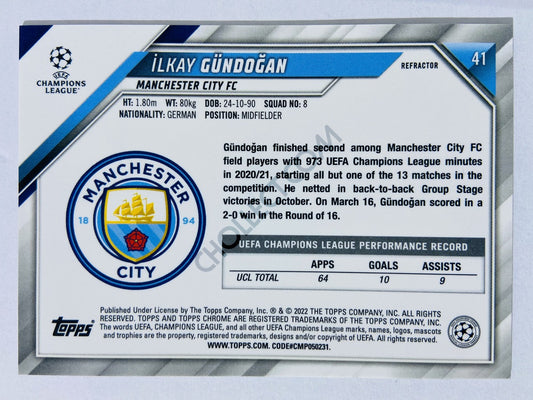 UEFA
CHAMPIONS
LEAGUE®
İLKAY GÜNDOĞAN
41
REFRACTOR
MANCHESTER CITY FC
HT: 1.80m WT: 80kg DOB: 24-10-90 SQUAD NO: 8
NATIONALITY: GERMAN POSITION: MIDFIELDER
Gündoğan finished second among Manchester City FC
field players with 973 UEFA Champions League minutes
in 2020/21, starting all but one of the 13 matches in the
competition. He netted in back-to-back Group Stage
victories in October. On March 16, Gündoğan scored in a
2-0 win in the Round of 16.
MANCHESTER
18 94
CITY
UEFA CHAMPIONS LEAGUE PERFORMANCE RECORD
APPS GOALS ASSISTS
UCL TOTAL 64 10 9
Topps
Published Under License by The Topps Company, Inc. ® & © 2022 THE TOPPS COMPANY, INC. ALL RIGHTS
RESERVED. TOPPS AND TOPPS CHROME ARE REGISTERED TRADEMARKS OF THE TOPPS COMPANY, INC.
The words UEFA, CHAMPIONS LEAGUE, and all other UEFA Champions League marks, names, logos, mascots
and trophies are the property, registered trademarks, designs and/or copyright of UEFA. All rights reserved.
WWW.TOPPS.COM. CODE#CMP050231.